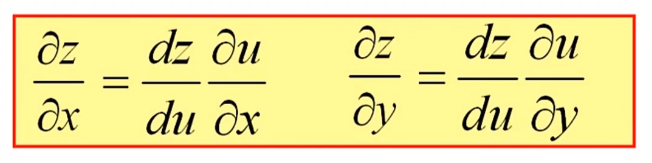 ∂z/∂x = dz/du ∂u/∂x    ∂z/∂y = dz/du ∂u/∂y